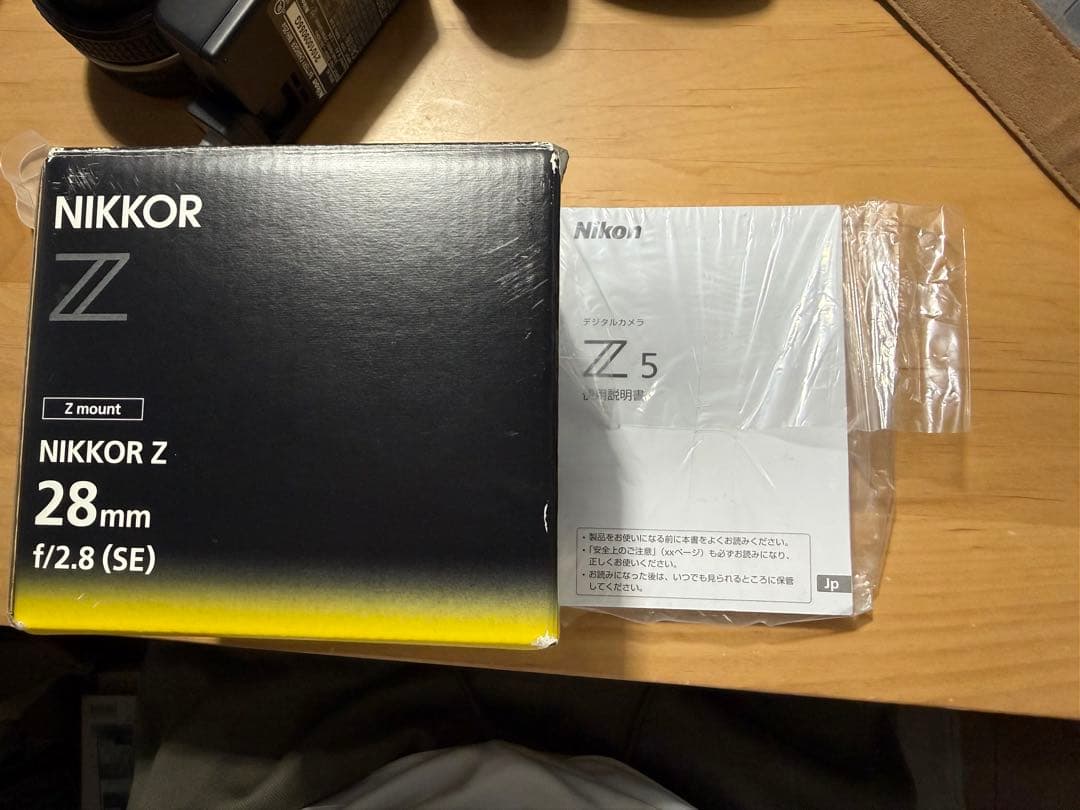 NIKKOR
Z
Z mount
NIKKOR Z
28mm
f/2.8 (SE)
Nikon
デジタルカメラ
Z 5
使用説明書
・製品をお使いになる前に本書をよくお読みください。
・「安全上のご注意」(xxページ) も必ずお読みになり、
正しくお使いください。
・お読みになった後は、いつでも見られるところに保管
してください。
Jp